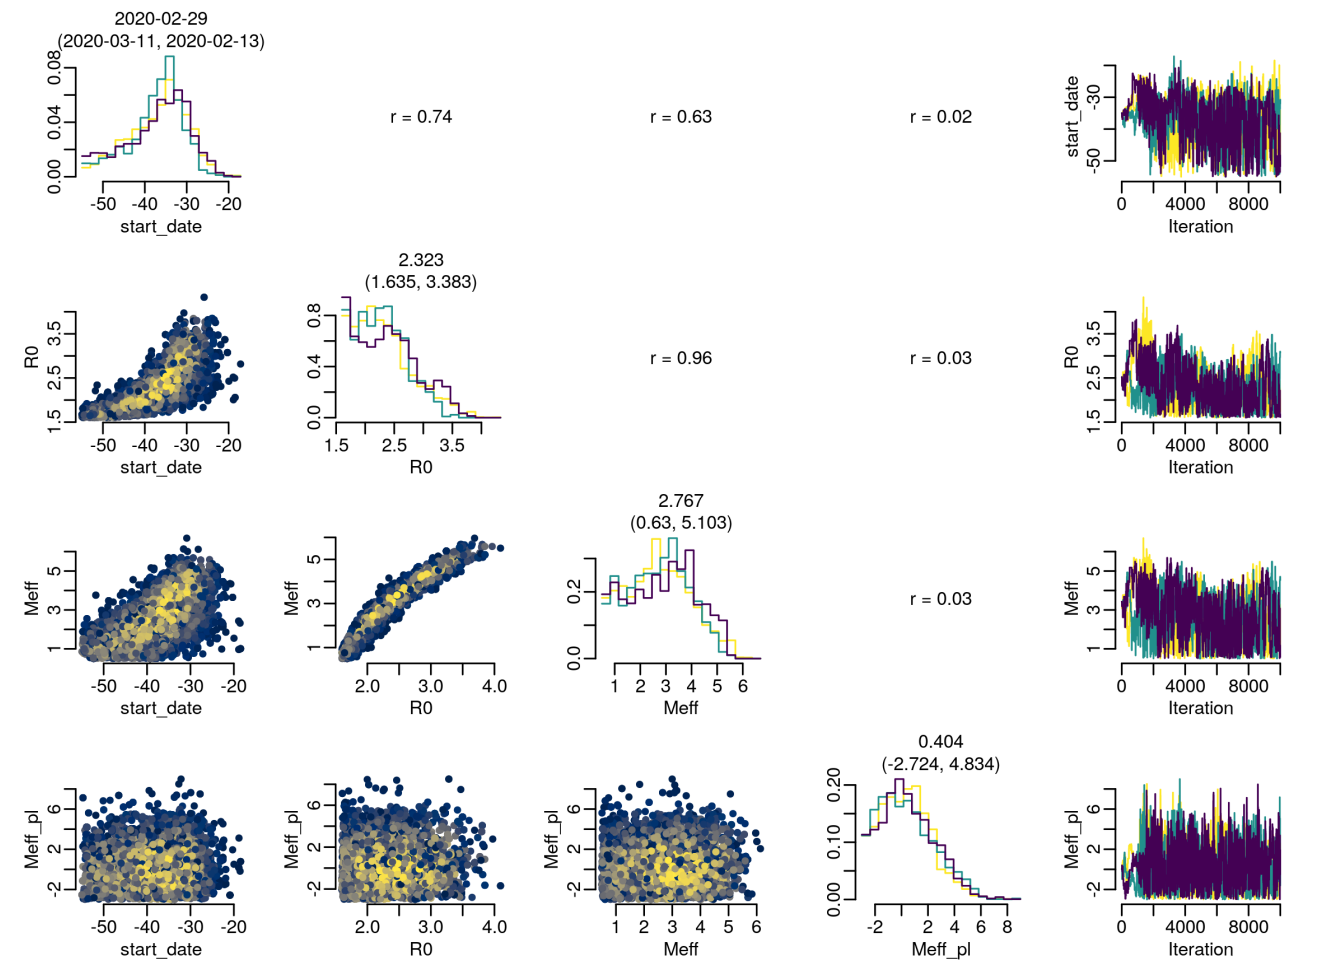 2020-02-29
(2020-03-11, 2020-02-13)
0.00 0.04 0.08
-50 -40 -30 -20
start_date
r = 0.74
r = 0.63
r = 0.02
start_date
-50 -30
0 4000 8000
Iteration
R0
1.5 2.5 3.5
-50 -40 -30 -20
start_date
2.323
(1.635, 3.383)
0.0 0.4 0.8
1.5 2.5 3.5
R0
r = 0.96
r = 0.03
R0
1.5 2.5 3.5
0 4000 8000
Iteration
Meff
1 3 5
-50 -40 -30 -20
start_date
Meff
1 3 5
2.0 3.0 4.0
R0
2.767
(0.63, 5.103)
0.0 0.2
1 2 3 4 5 6
Meff
r = 0.03
Meff
1 3 5
0 4000 8000
Iteration
Meff_pl
-2 2 6
-50 -40 -30 -20
start_date
Meff_pl
-2 2 6
2.0 3.0 4.0
R0
Meff_pl
-2 2 6
1 2 3 4 5 6
Meff
0.404
(-2.724, 4.834)
0.00 0.10 0.20
-2 2 4 6 8
Meff_pl
Meff_pl
-2 2 6
0 4000 8000
Iteration